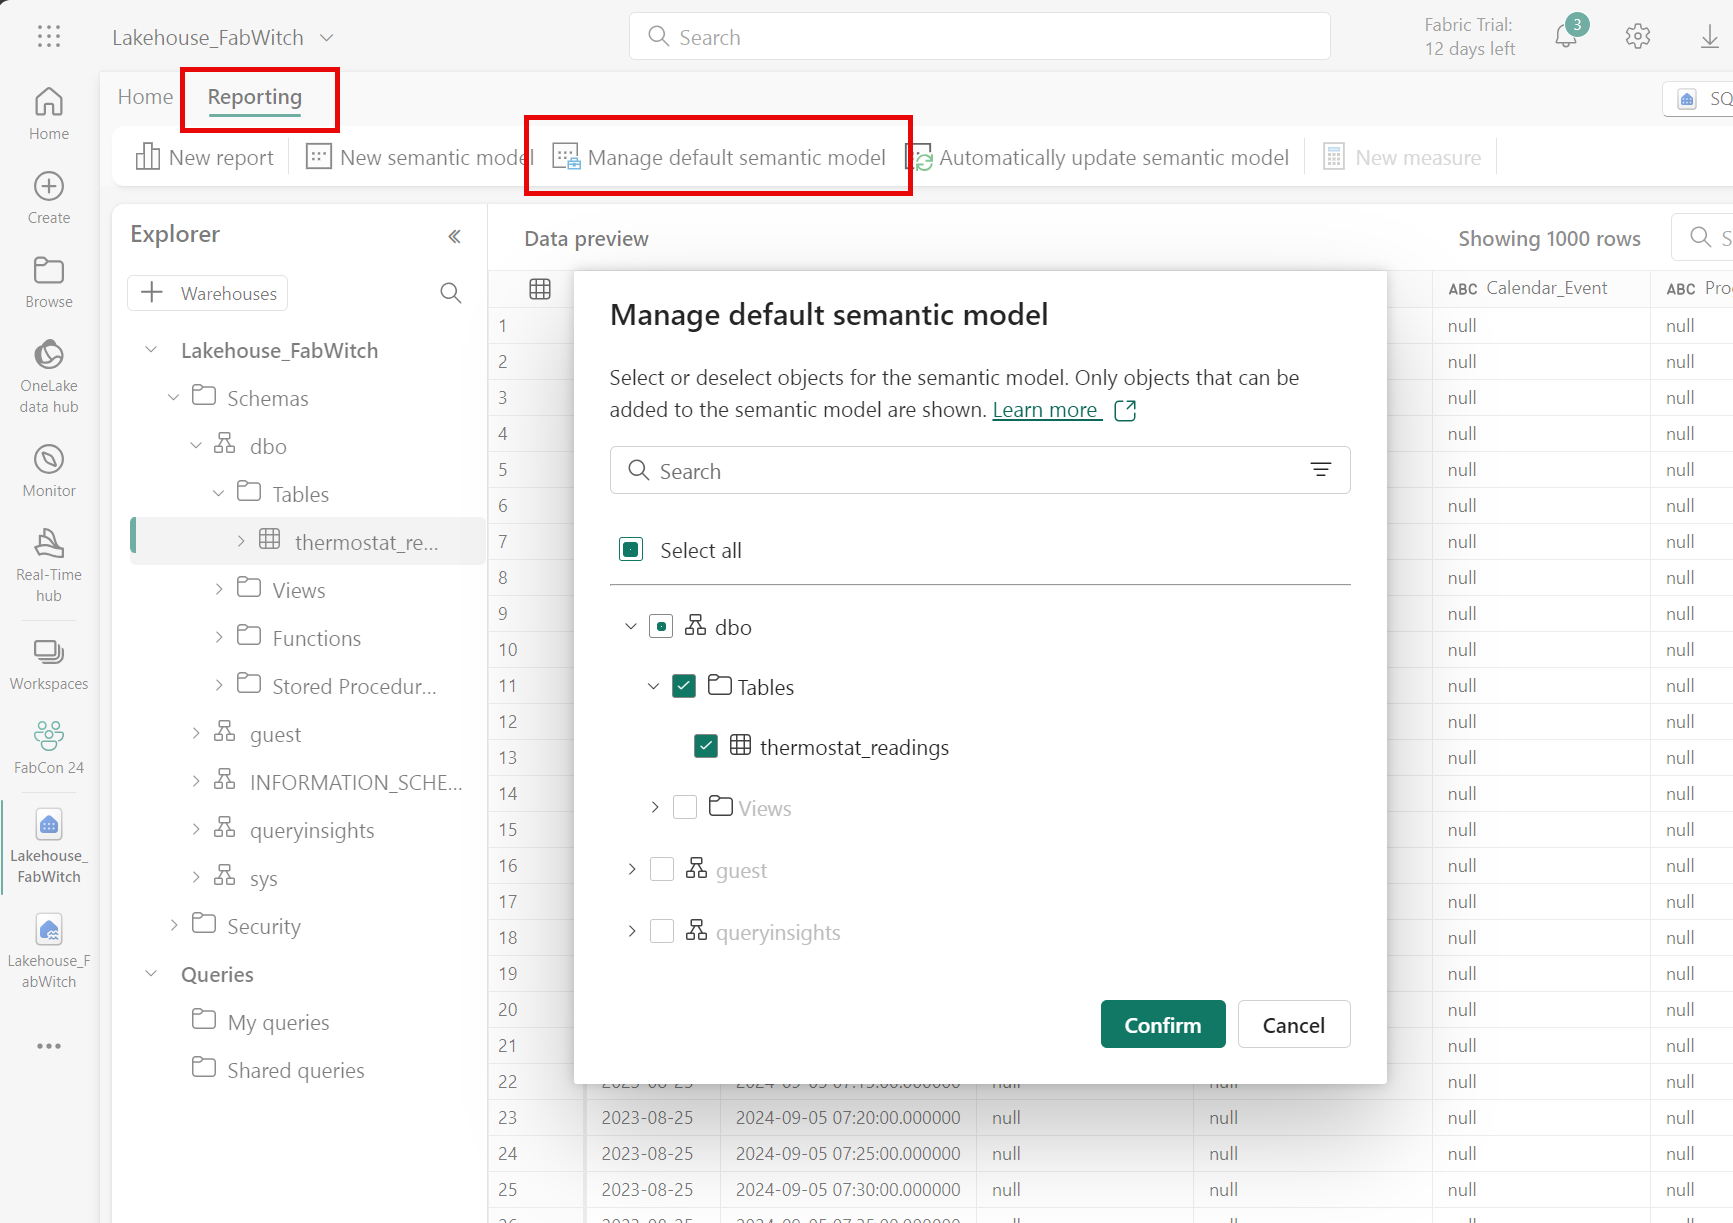 Lakehouse_FabWitch
Search
Fabric Trial:
12 days left
3
Home
Create
Browse
OneLake
data hub
Monitor
Real-Time
hub
Workspaces
FabCon 24
Lakehouse_
FabWitch
Lakehouse_F
abWitch
Home Reporting
SQ
New report New semantic model Manage default semantic model Automatically update semantic model New measure
Explorer
Warehouses
Lakehouse_FabWitch
Schemas
dbo
Tables
thermostat_re...
Views
Functions
Stored Procedur...
guest
INFORMATION_SCHE...
queryinsights
sys
Security
Queries
My queries
Shared queries
Data preview Showing 1000 rows S
ABC Calendar_Event ABC Pro
1 null null
2 null null
3 null null
4 null null
5 null null
6 null null
7 null null
8 null null
9 null null
10 null null
11 null null
12 null null
13 null null
14 null null
15 null null
16 null null
17 null null
18 null null
19 null null
20 null null
21 null null
22 2023-08-25 2024-09-05 07:15:00.000000 null null null null
23 2023-08-25 2024-09-05 07:20:00.000000 null null null null
24 2023-08-25 2024-09-05 07:25:00.000000 null null null null
25 2023-08-25 2024-09-05 07:30:00.000000 null null null null
Manage default semantic model
Select or deselect objects for the semantic model. Only objects that can be
added to the semantic model are shown. Learn more
Search
Select all
dbo
Tables
thermostat_readings
Views
guest
queryinsights
Confirm Cancel